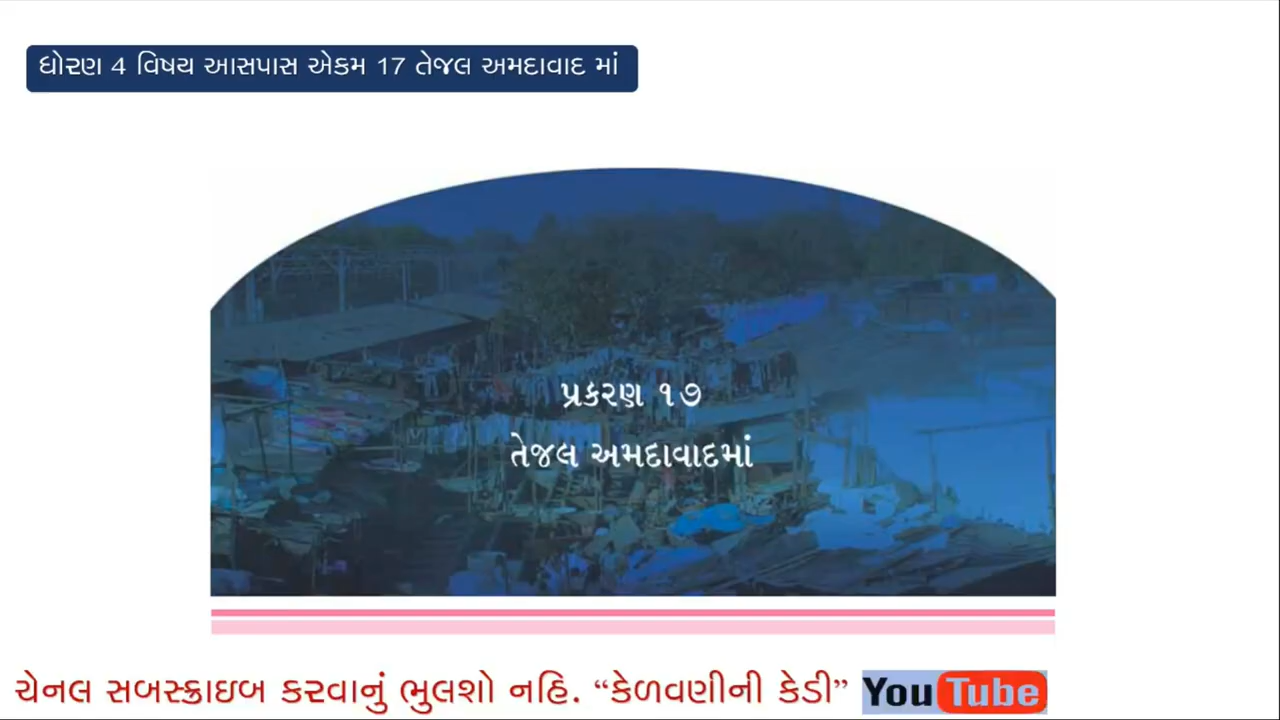 ધોરણ 4 વિષય આસપાસ એકમ 17 તેજલ અમદાવાદ માં
પ્રકરણ ૧૭
તેજલ અમદાવાદમાં
ચેનલ સબસ્ક્રાઇબ કરવાનું ભુલશો નહિ. “કેળવણીની કેડી” YouTube